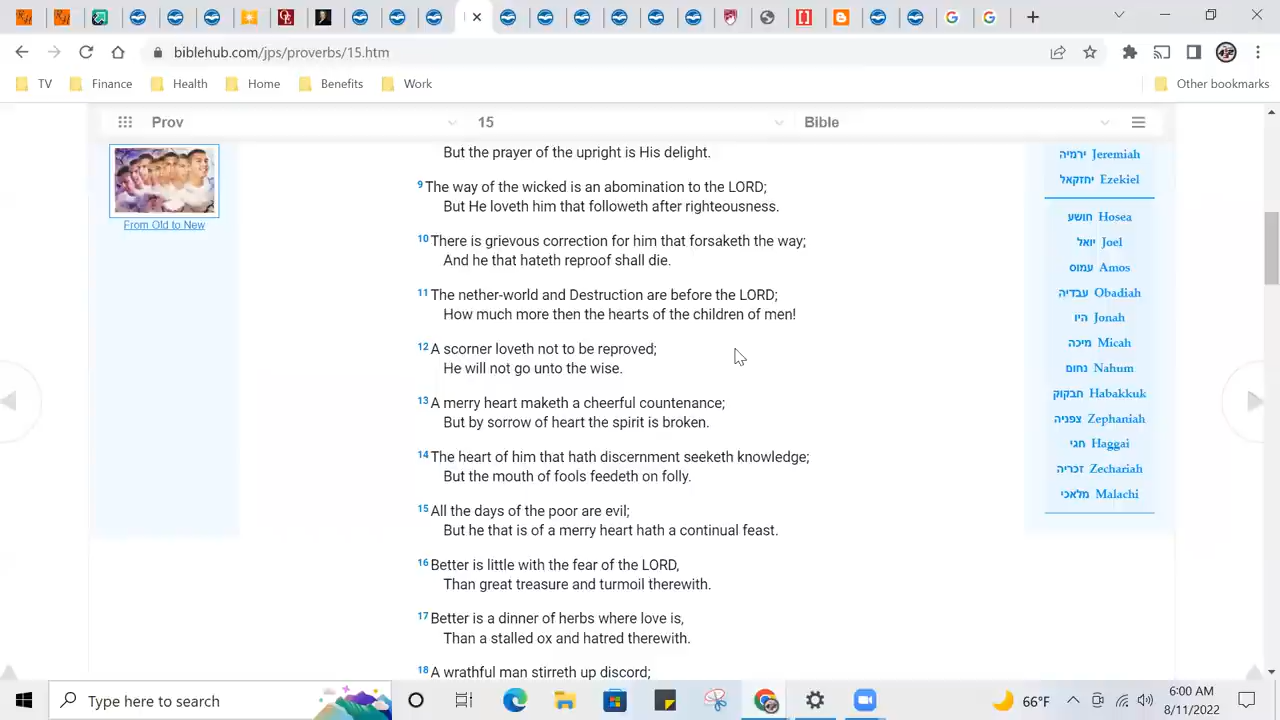 biblehub.com/jps/proverbs/15.htm
TV Finance Health Home Benefits Work Other bookmarks
Prov 15 Bible
From Old to New
But the prayer of the upright is His delight.
9 The way of the wicked is an abomination to the LORD;
But He loveth him that followeth after righteousness.
10 There is grievous correction for him that forsaketh the way;
And he that hateth reproof shall die.
11 The nether-world and Destruction are before the LORD;
How much more then the hearts of the children of men!
12 A scorner loveth not to be reproved;
He will not go unto the wise.
13 A merry heart maketh a cheerful countenance;
But by sorrow of heart the spirit is broken.
14 The heart of him that hath discernment seeketh knowledge;
But the mouth of fools feedeth on folly.
15 All the days of the poor are evil;
But he that is of a merry heart hath a continual feast.
16 Better is little with the fear of the LORD,
Than great treasure and turmoil therewith.
17 Better is a dinner of herbs where love is,
Than a stalled ox and hatred therewith.
18 A wrathful man stirreth up discord;
ירמיה Jeremiah
יחזקאל Ezekiel
הושע Hosea
יואל Joel
עמוס Amos
עבדיה Obadiah
היו Jonah
מיכה Micah
נחום Nahum
חבקוק Habakkuk
צפניה Zephaniah
חגי Haggai
זכריה Zechariah
מלאכי Malachi
Type here to search
66°F
6:00 AM
8/11/2022